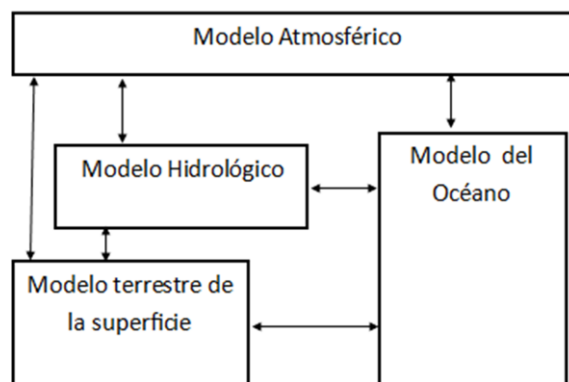 Modelo Atmosférico
Modelo Hidrológico
Modelo del
Océano
Modelo terrestre de
la superficie